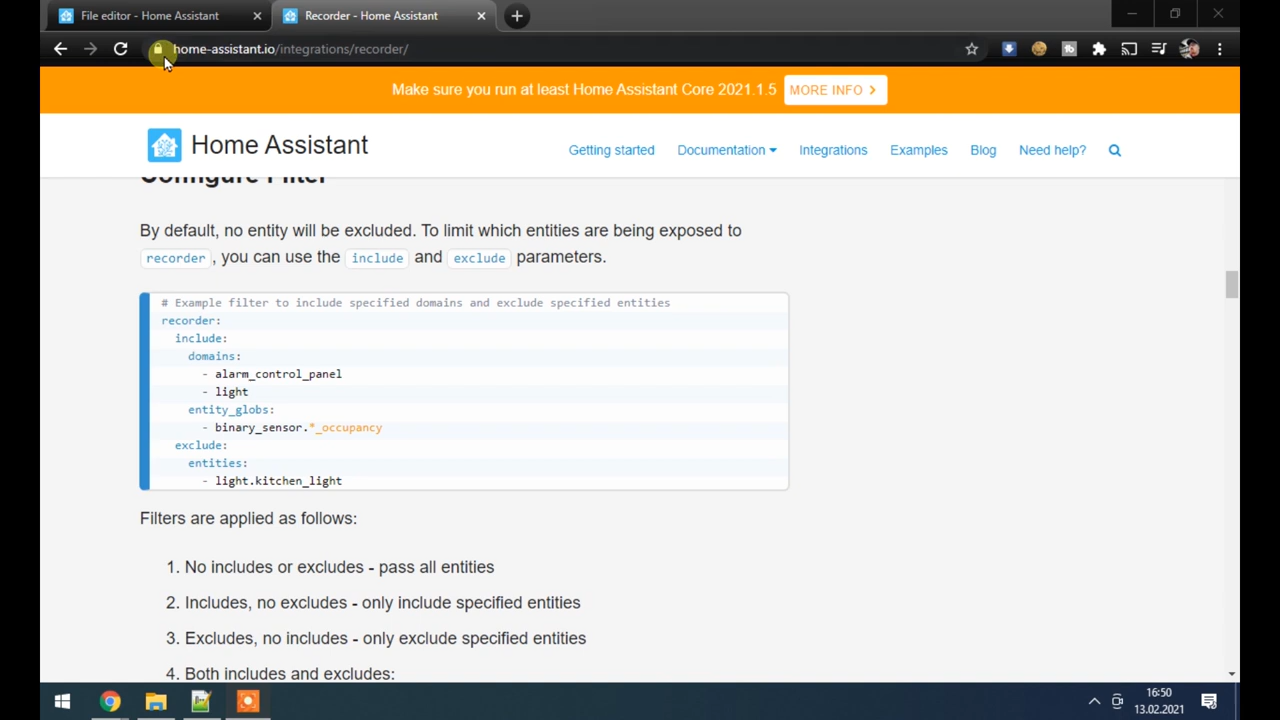 File editor - Home Assistant
Recorder - Home Assistant
home-assistant.io/integrations/recorder/
Make sure you run at least Home Assistant Core 2021.1.5 MORE INFO >
Home Assistant
Getting started Documentation Integrations Examples Blog Need help?
Configure Filter
By default, no entity will be excluded. To limit which entities are being exposed to
recorder, you can use the include and exclude parameters.
# Example filter to include specified domains and exclude specified entities
recorder:
include:
domains:
- alarm_control_panel
- light
entity_globs:
- binary_sensor.*_occupancy
exclude:
entities:
- light.kitchen_light
Filters are applied as follows:
1. No includes or excludes - pass all entities
2. Includes, no excludes - only include specified entities
3. Excludes, no includes - only exclude specified entities
4. Both includes and excludes:
16:50
13.02.2021